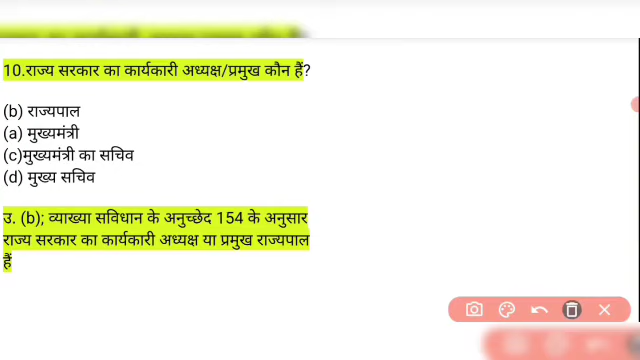 10.राज्य सरकार का कार्यकारी अध्यक्ष/प्रमुख कौन हैं?
(b) राज्यपाल
(a) मुख्यमंत्री
(c)मुख्यमंत्री का सचिव
(d) मुख्य सचिव
उ. (b); व्याख्या सविधान के अनुच्छेद 154 के अनुसार
राज्य सरकार का कार्यकारी अध्यक्ष या प्रमुख राज्यपाल
हैं